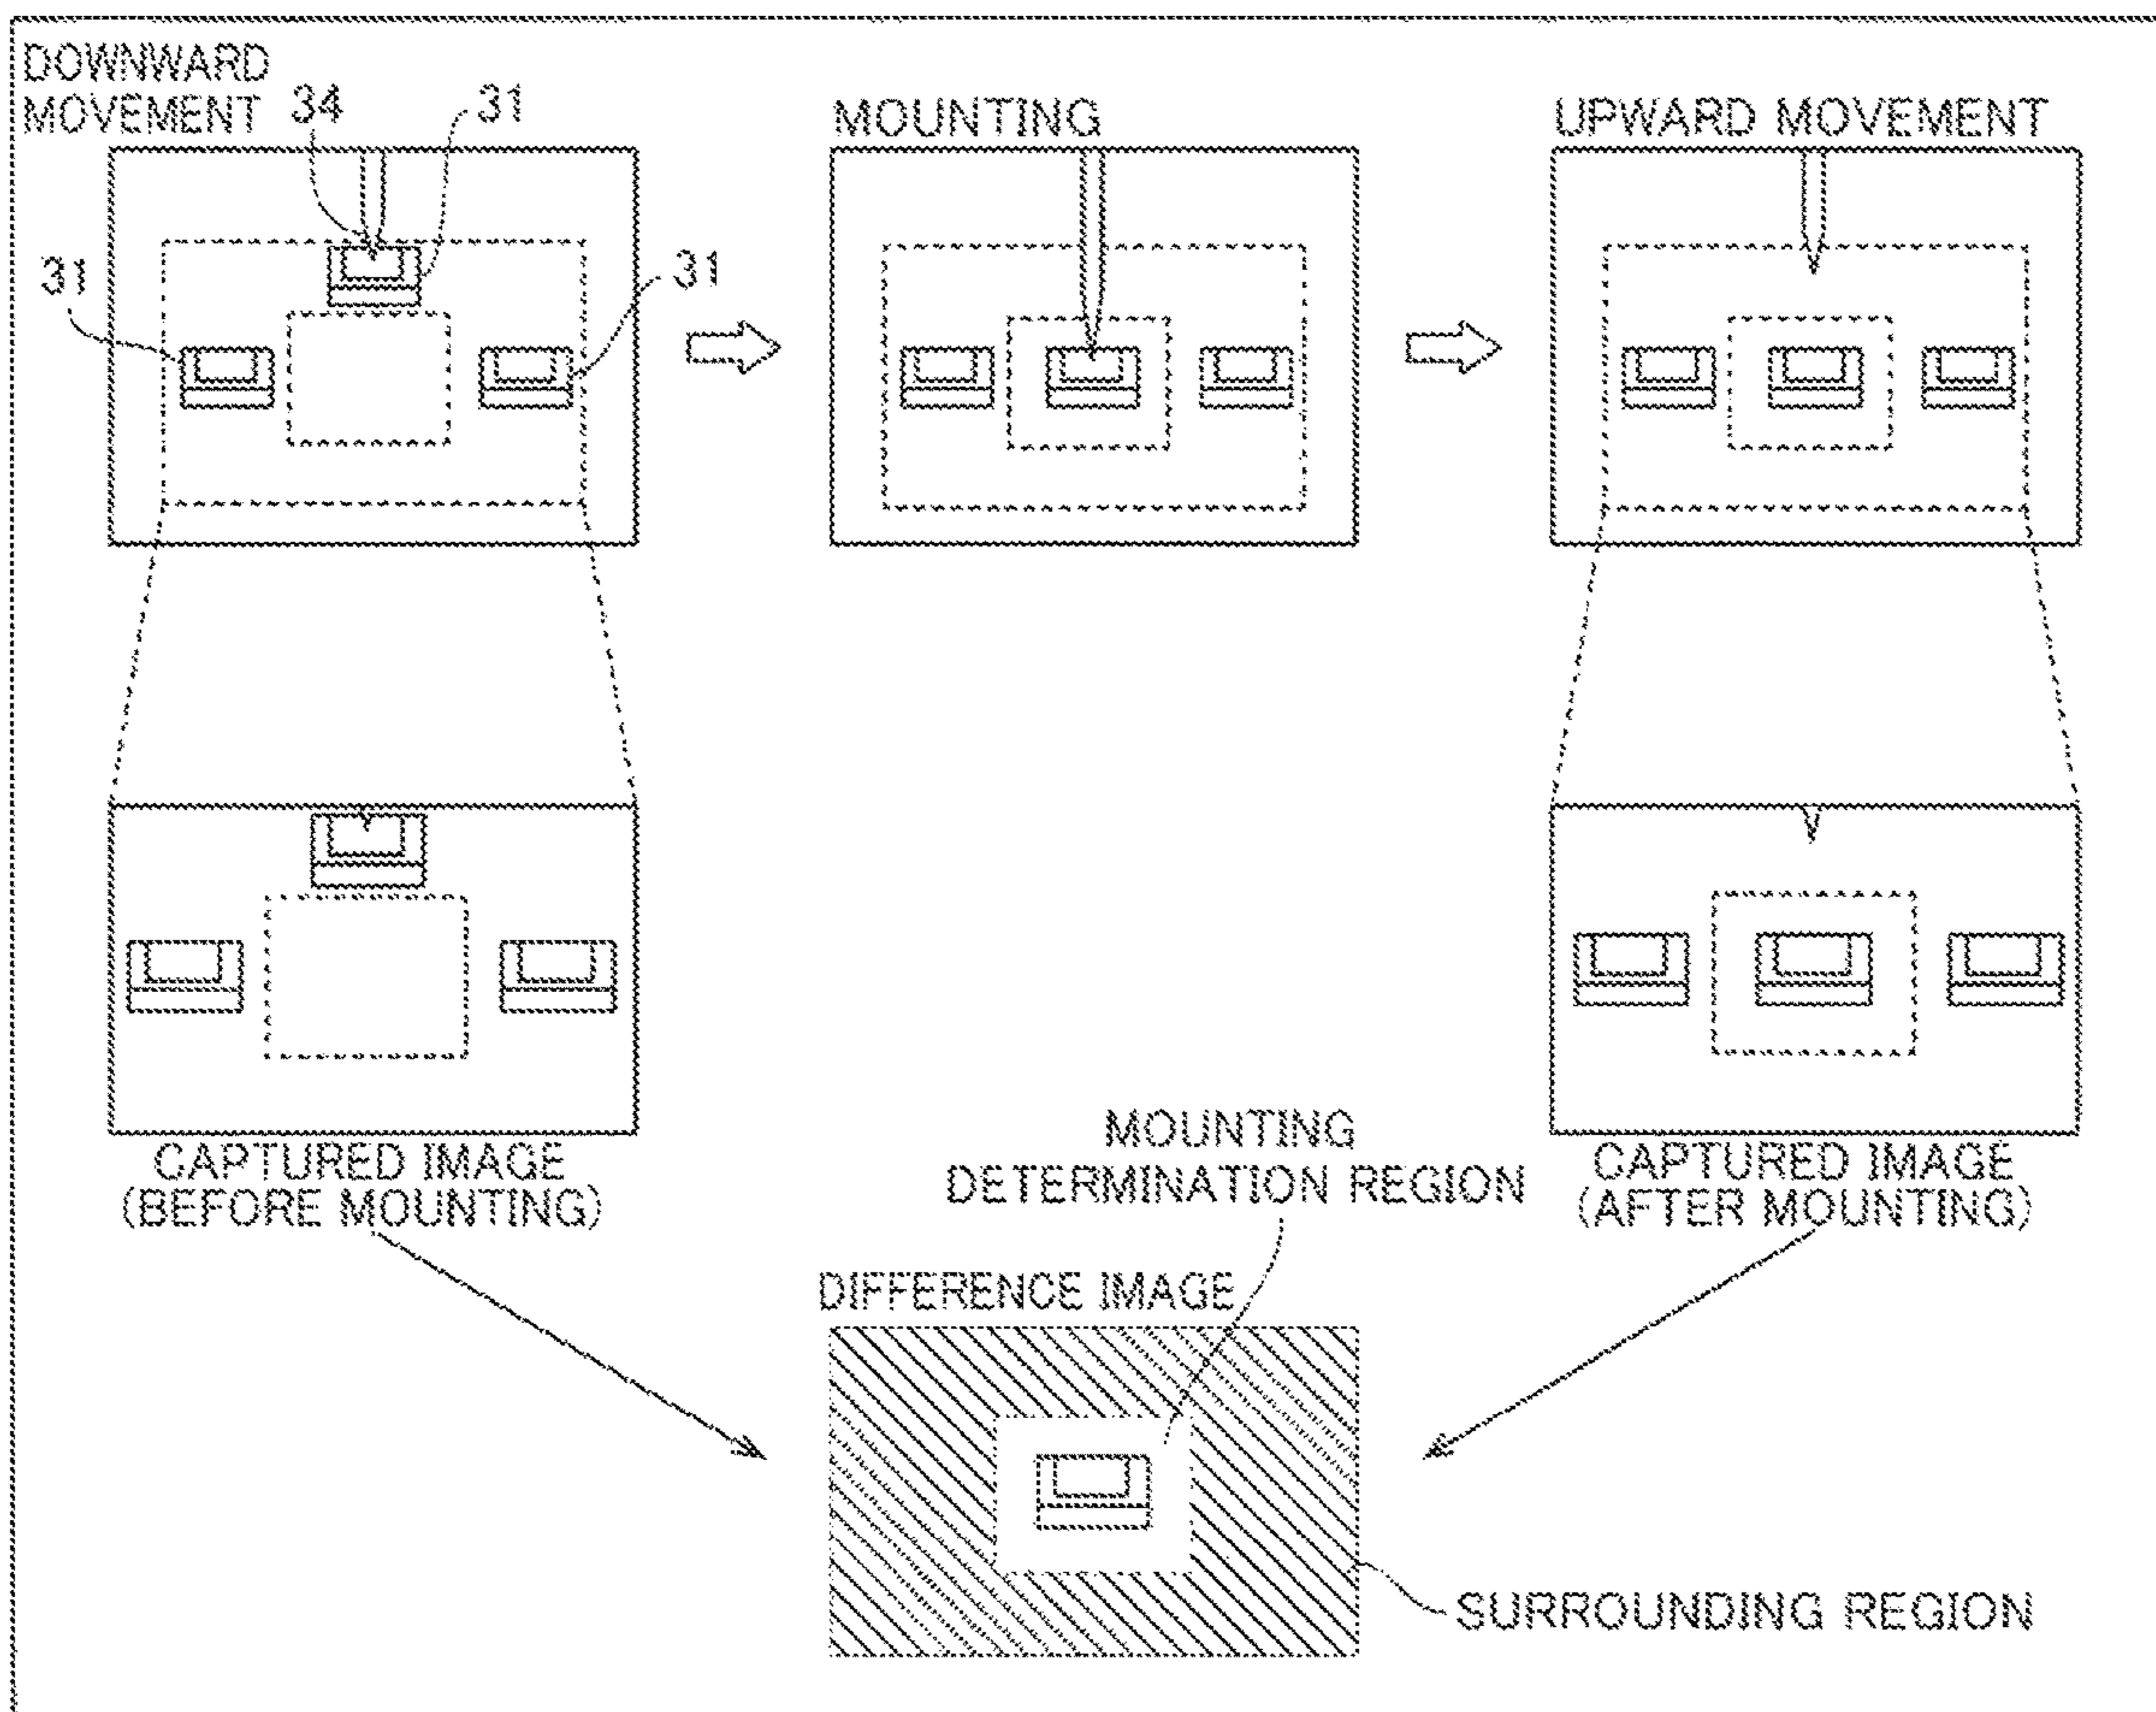 DOWNWARD
MOVEMENT
34
31
MOUNTING
UPWARD MOVEMENT
31
31
CAPTURED IMAGE
(BEFORE MOUNTING)
MOUNTING
DETERMINATION REGION
CAPTURED IMAGE
(AFTER MOUNTING)
DIFFERENCE IMAGE
SURROUNDING REGION